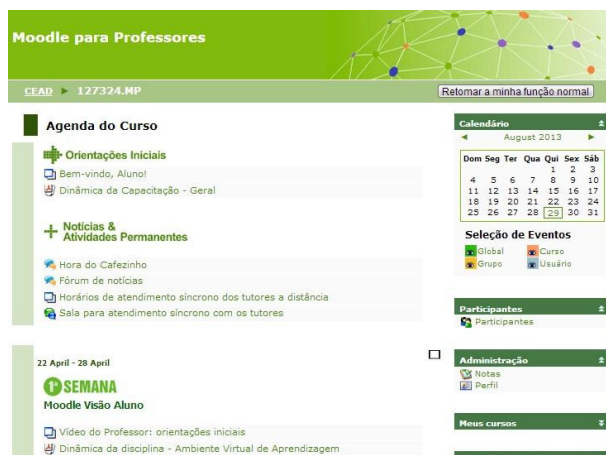 Moodle para Professores
CEAD ► 127324.MP
Retomar a minha função normal
Agenda do Curso
Orientações Iniciais
Bem-vindo, Aluno!
Dinâmica da Capacitação - Geral
Notícias &
Atividades Permanentes
Hora do Cafezinho
Fórum de notícias
Horários de atendimento síncrono dos tutores a distância
Sala para atendimento síncrono com os tutores
22 April - 28 April
1ª SEMANA
Moodle Visão Aluno
Vídeo do Professor: orientações iniciais
Dinâmica da disciplina - Ambiente Virtual de Aprendizagem
Calendário
◄ August 2013 ►
Dom Seg Ter Qua Qui Sex Sáb
1 2 3
4 5 6 7 8 9 10
11 12 13 14 15 16 17
18 19 20 21 22 23 24
25 26 27 28 29 30 31
Seleção de Eventos
Global Curso
Grupo Usuário
Participantes
Participantes
Administração
Notas
Perfil
Meus cursos